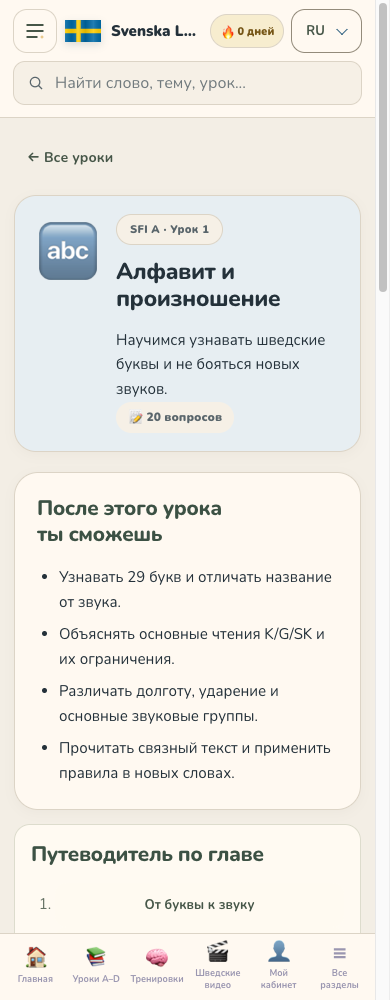 Svenska L...
🔥 0 дней
RU
Найти слово, тему, урок...
← Все уроки
abc
SFI A · Урок 1
Алфавит и
произношение
Научимся узнавать шведские
буквы и не бояться новых
звуков.
📝 20 вопросов
После этого урока
ты сможешь
• Узнавать 29 букв и отличать название
от звука.
• Объяснять основные чтения K/G/SK и
их ограничения.
• Различать долготу, ударение и
основные звуковые группы.
• Прочитать связный текст и применить
правила в новых словах.
Путеводитель по главе
1. От буквы к звуку
Главная
Уроки A–D
Тренировки
Шведские
видео
Мой
кабинет
Все
разделы